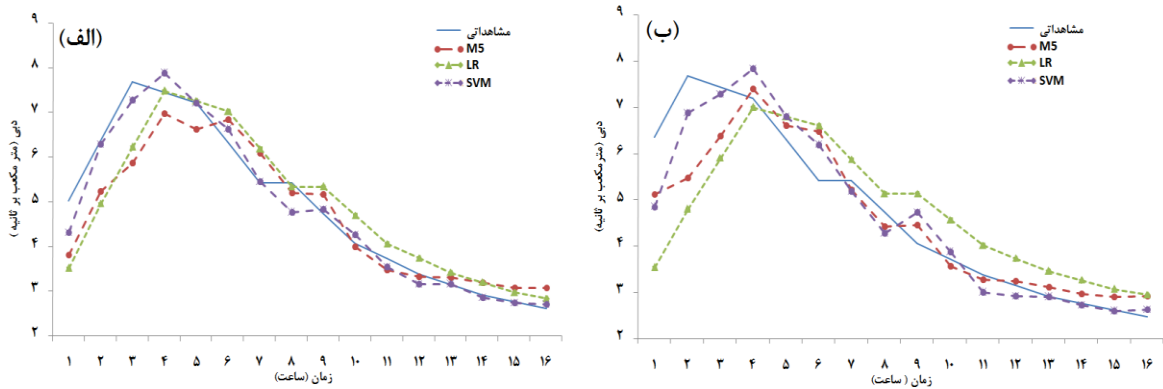 (الف)
مشاهداتی
M5
LR
SVM
دبی (متر مکعب بر ثانیه )
۹
۸
۷
۶
۵
۴
۳
۲
۱ ۲ ۳ ۴ ۵ ۶ ۷ ۸ ۹ ۱۰ ۱۱ ۱۲ ۱۳ ۱۴ ۱۵ ۱۶
زمان (ساعت)
(ب)
مشاهداتی
M5
LR
SVM
دبی (متر مکعب بر ثانیه)
۹
۸
۷
۶
۵
۴
۳
۲
۱ ۲ ۳ ۴ ۵ ۶ ۷ ۸ ۹ ۱۰ ۱۱ ۱۲ ۱۳ ۱۴ ۱۵ ۱۶
زمان ( ساعت)